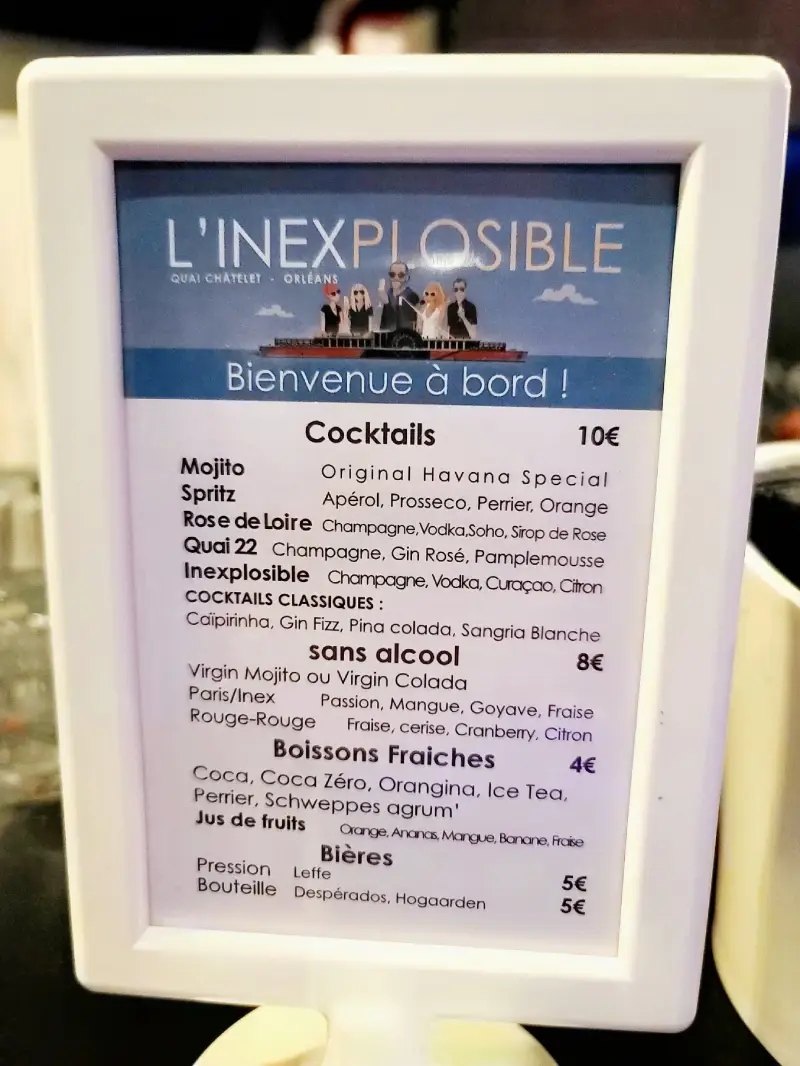 L'INEXPLOSIBLE
QUAI CHÂTELET - ORLÉANS
Bienvenue à bord !
Cocktails 10€
Mojito Original Havana Special
Spritz Apérol, Prosseco, Perrier, Orange
Rose de Loire Champagne,Vodka,Soho, Sirop de Rose
Quai 22 Champagne, Gin Rosé, Pamplemousse
Inexplosible Champagne, Vodka, Curaçao, Citron
COCKTAILS CLASSIQUES :
Caïpirinha, Gin Fizz, Pina colada, Sangria Blanche
sans alcool 8€
Virgin Mojito ou Virgin Colada
Paris/Inex Passion, Mangue, Goyave, Fraise
Rouge-Rouge Fraise, cerise, Cranberry, Citron
Boissons Fraiches 4€
Coca, Coca Zéro, Orangina, Ice Tea,
Perrier, Schweppes agrum'
Jus de fruits Orange, Ananas, Mangue, Banane, Fraise
Bières
Pression Leffe 5€
Bouteille Despérados, Hogaarden 5€